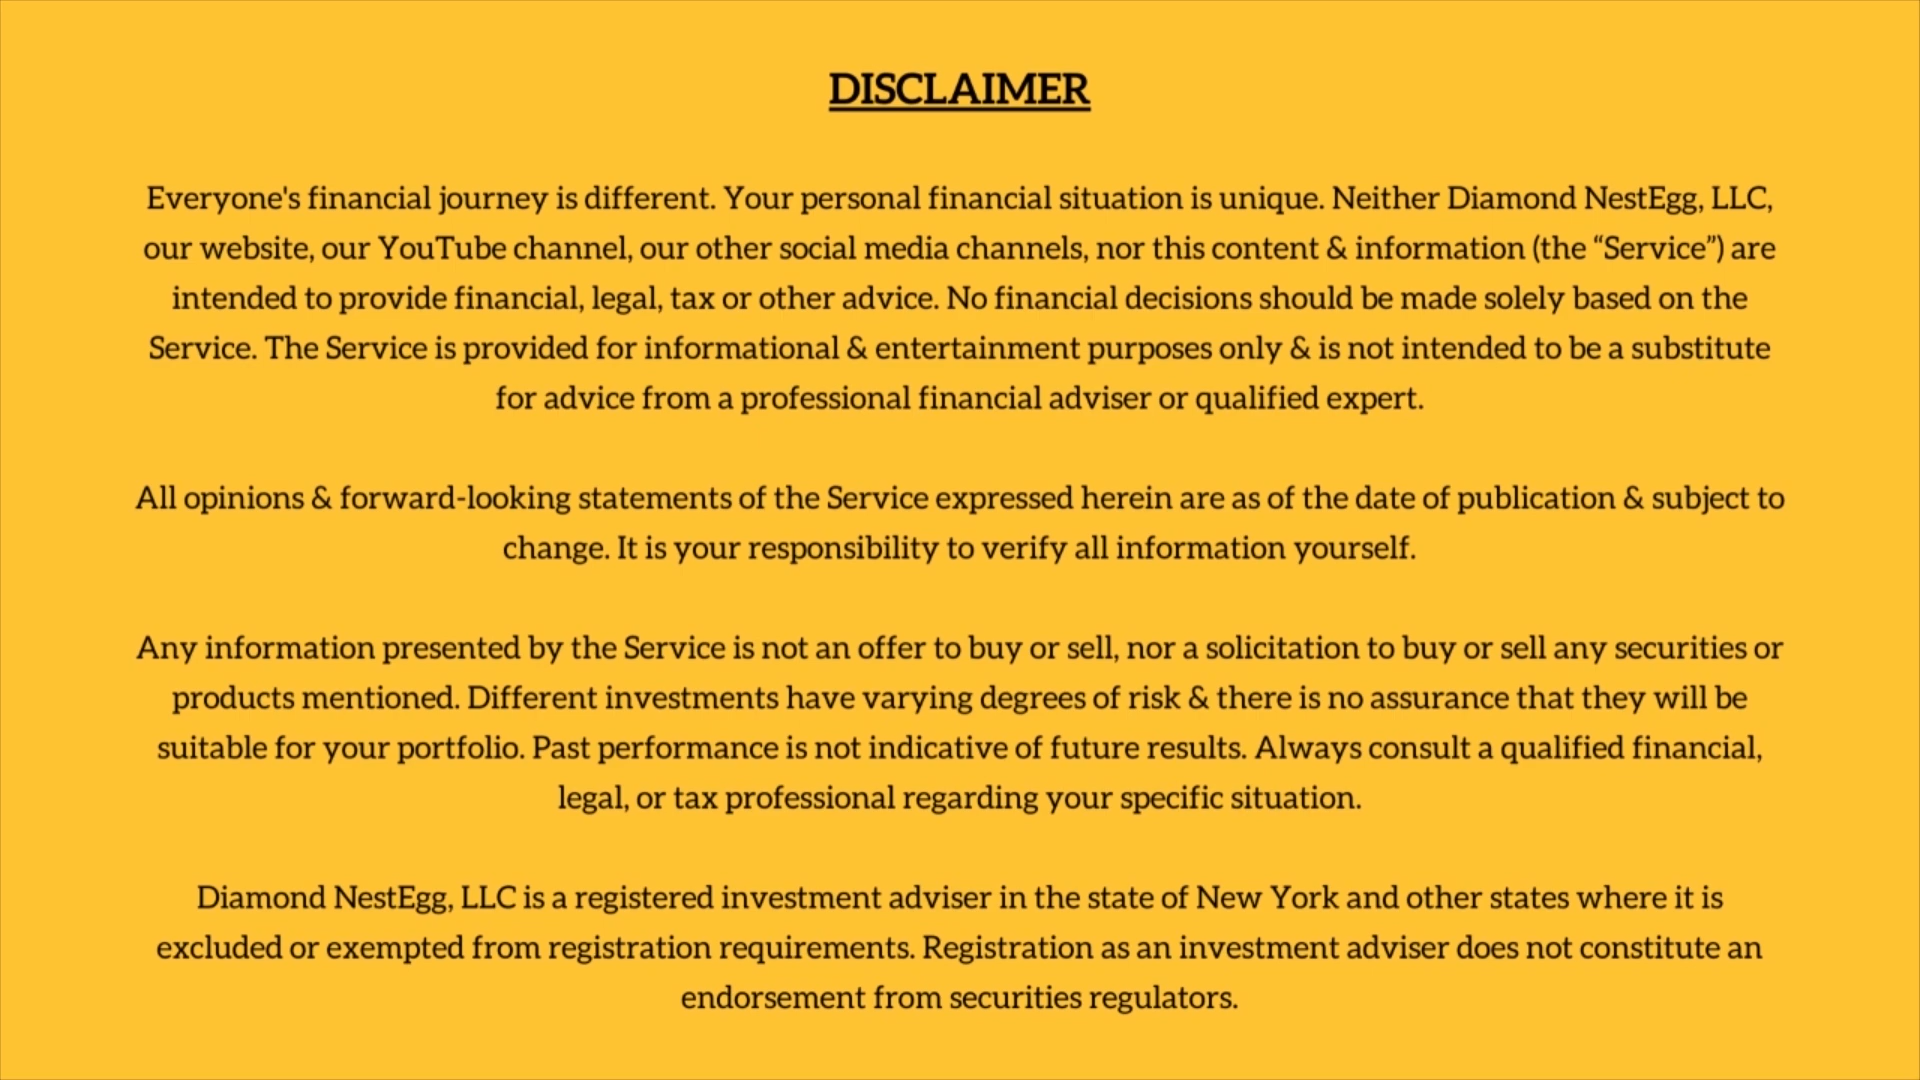 DISCLAIMER
Everyone's financial journey is different. Your personal financial situation is unique. Neither Diamond NestEgg, LLC,
our website, our YouTube channel, our other social media channels, nor this content & information (the “Service”) are
intended to provide financial, legal, tax or other advice. No financial decisions should be made solely based on the
Service. The Service is provided for informational & entertainment purposes only & is not intended to be a substitute
for advice from a professional financial adviser or qualified expert.
All opinions & forward-looking statements of the Service expressed herein are as of the date of publication & subject to
change. It is your responsibility to verify all information yourself.
Any information presented by the Service is not an offer to buy or sell, nor a solicitation to buy or sell any securities or
products mentioned. Different investments have varying degrees of risk & there is no assurance that they will be
suitable for your portfolio. Past performance is not indicative of future results. Always consult a qualified financial,
legal, or tax professional regarding your specific situation.
Diamond NestEgg, LLC is a registered investment adviser in the state of New York and other states where it is
excluded or exempted from registration requirements. Registration as an investment adviser does not constitute an
endorsement from securities regulators.